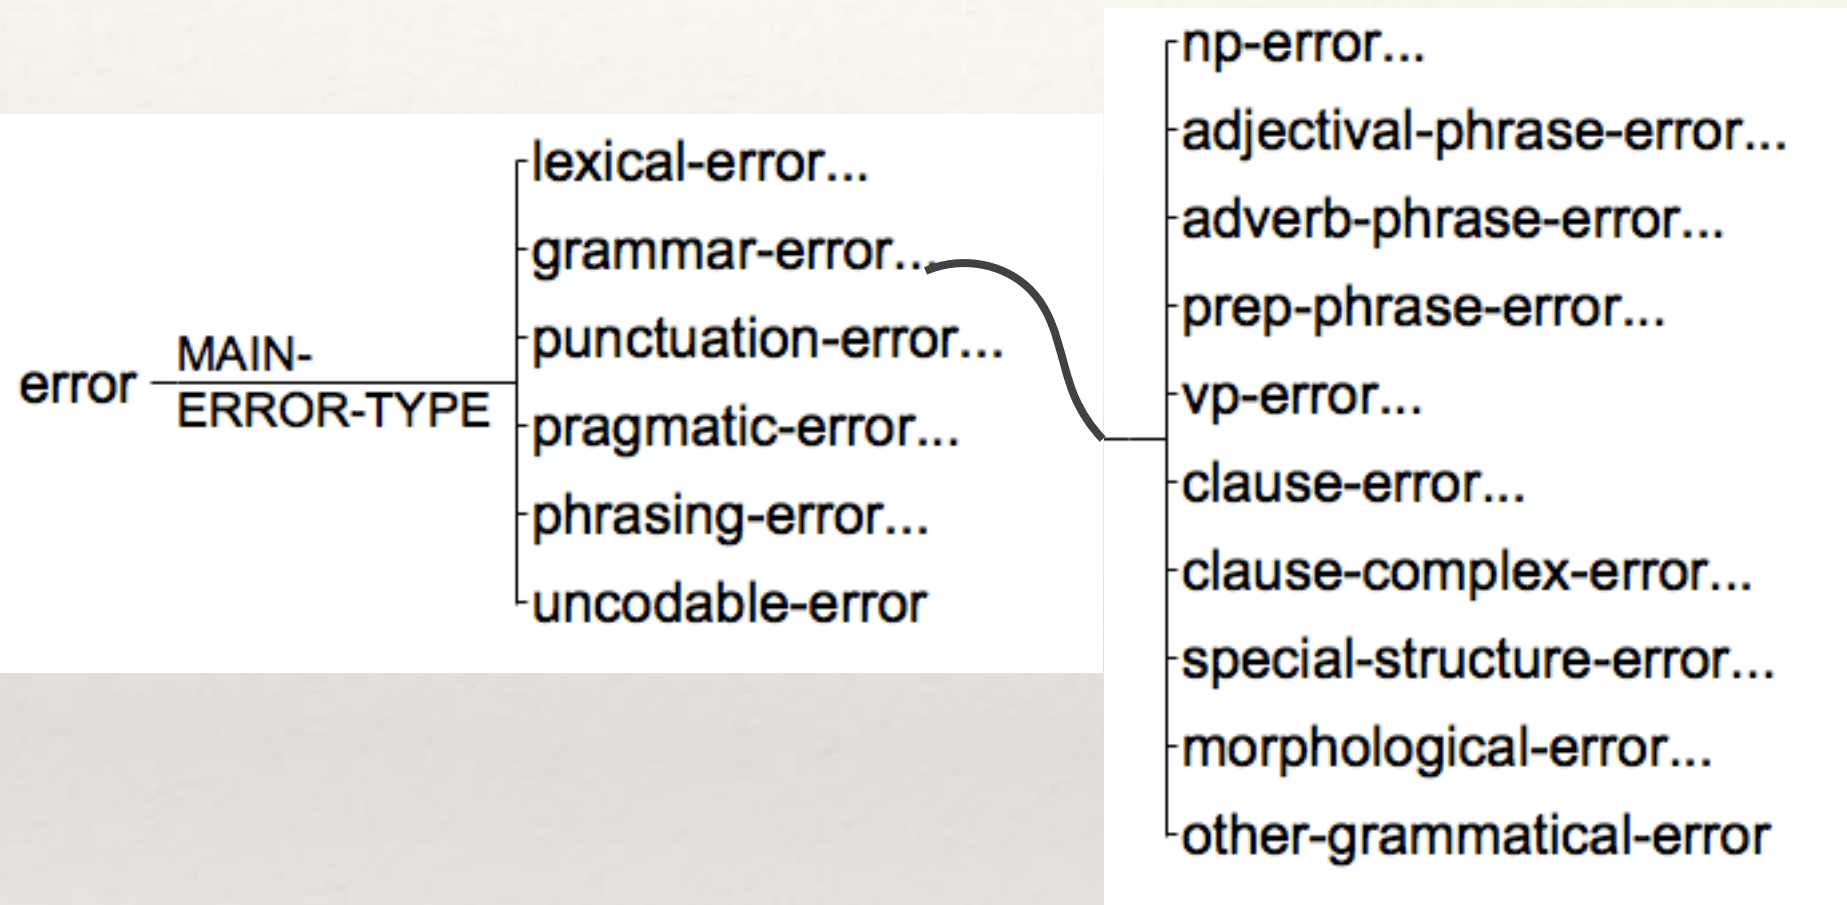 error
MAIN-
ERROR-TYPE
lexical-error...
grammar-error...
punctuation-error...
pragmatic-error...
phrasing-error...
uncodable-error
np-error...
adjectival-phrase-error...
adverb-phrase-error...
prep-phrase-error...
vp-error...
clause-error...
clause-complex-error...
special-structure-error...
morphological-error...
other-grammatical-error